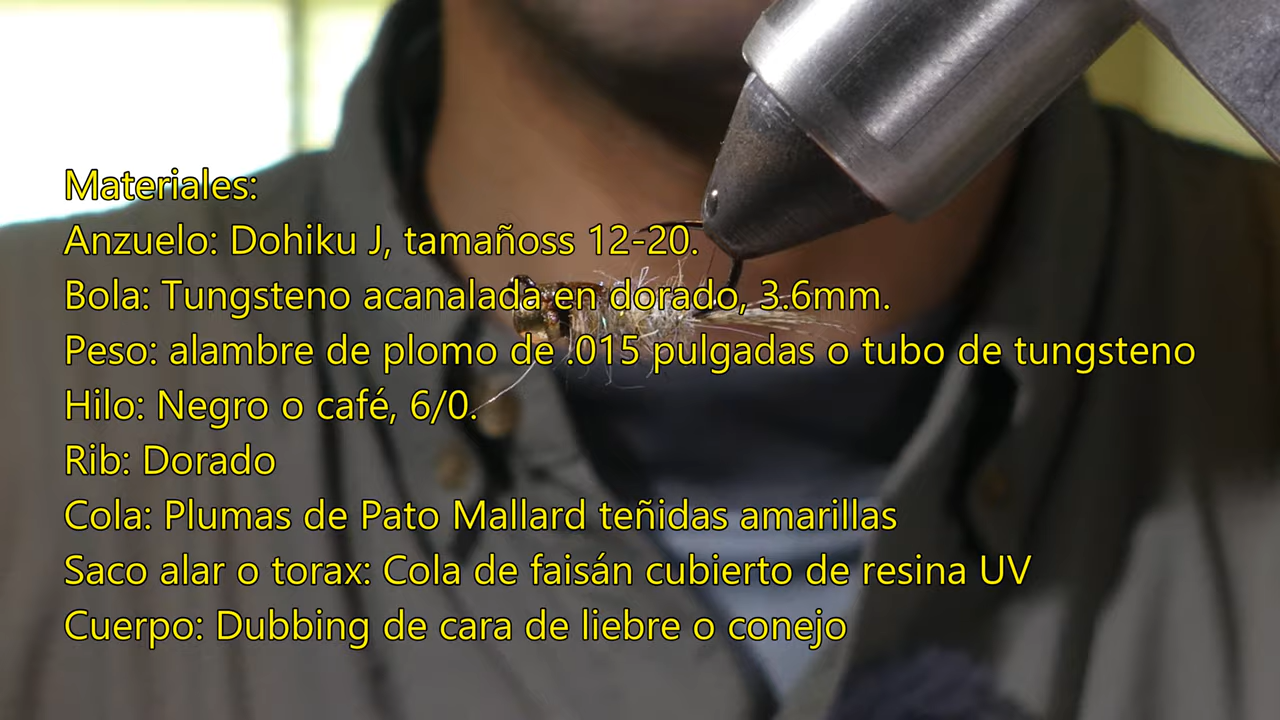 Materiales:
Anzuelo: Dohiku J, tamañoss 12-20.
Bola: Tungsteno acanalada en dorado, 3.6mm.
Peso: alambre de plomo de .015 pulgadas o tubo de tungsteno
Hilo: Negro o café, 6/0.
Rib: Dorado
Cola: Plumas de Pato Mallard teñidas amarillas
Saco alar o torax: Cola de faisán cubierto de resina UV
Cuerpo: Dubbing de cara de liebre o conejo